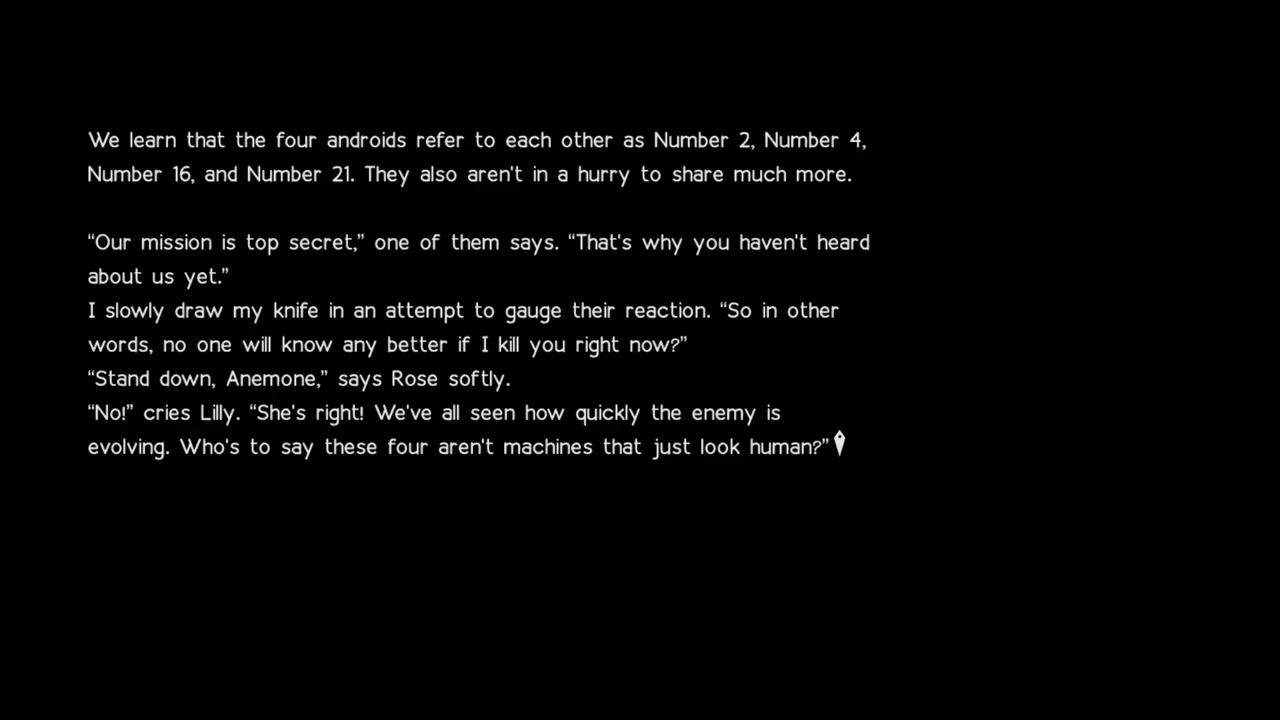 We learn that the four androids refer to each other as Number 2, Number 4,
Number 16, and Number 21. They also aren't in a hurry to share much more.
“Our mission is top secret,” one of them says. “That's why you haven't heard
about us yet.”
I slowly draw my knife in an attempt to gauge their reaction. “So in other
words, no one will know any better if I kill you right now?”
“Stand down, Anemone,” says Rose softly.
“No!” cries Lilly. “She's right! We've all seen how quickly the enemy is
evolving. Who's to say these four aren't machines that just look human?”